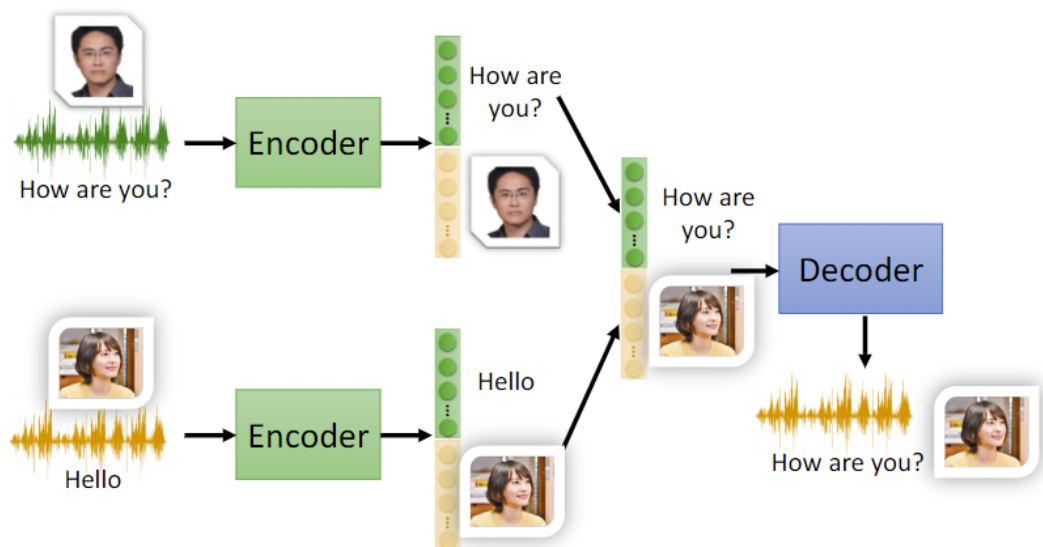 How are you?
Encoder
How are
you?
Hello
Encoder
Hello
How are
you?
Decoder
How are you?